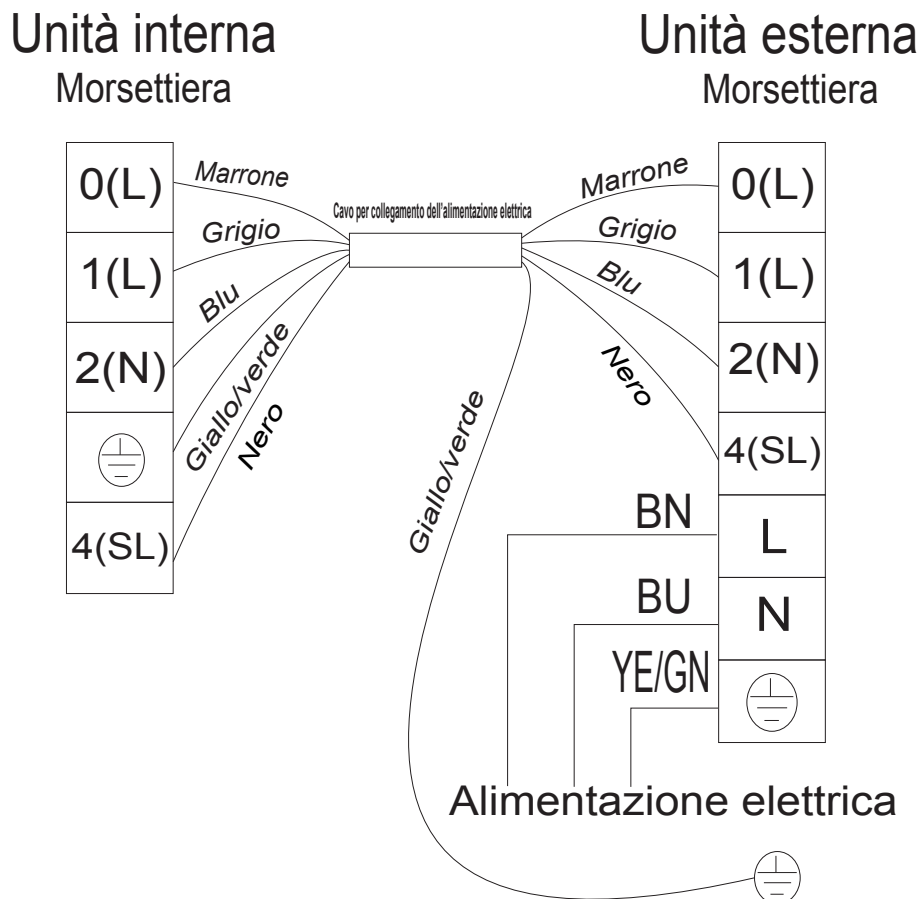 Unità interna
Morsettiera
Unità esterna
Morsettiera
0(L)
1(L)
2(N)
4(SL)
Marrone
Grigio
Blu
Giallo/verde
Nero
Cavo per collegamento dell'alimentazione elettrica
Marrone
Grigio
Blu
Nero
Giallo/verde
0(L)
1(L)
2(N)
4(SL)
L
N
BN
BU
YE/GN
Alimentazione elettrica